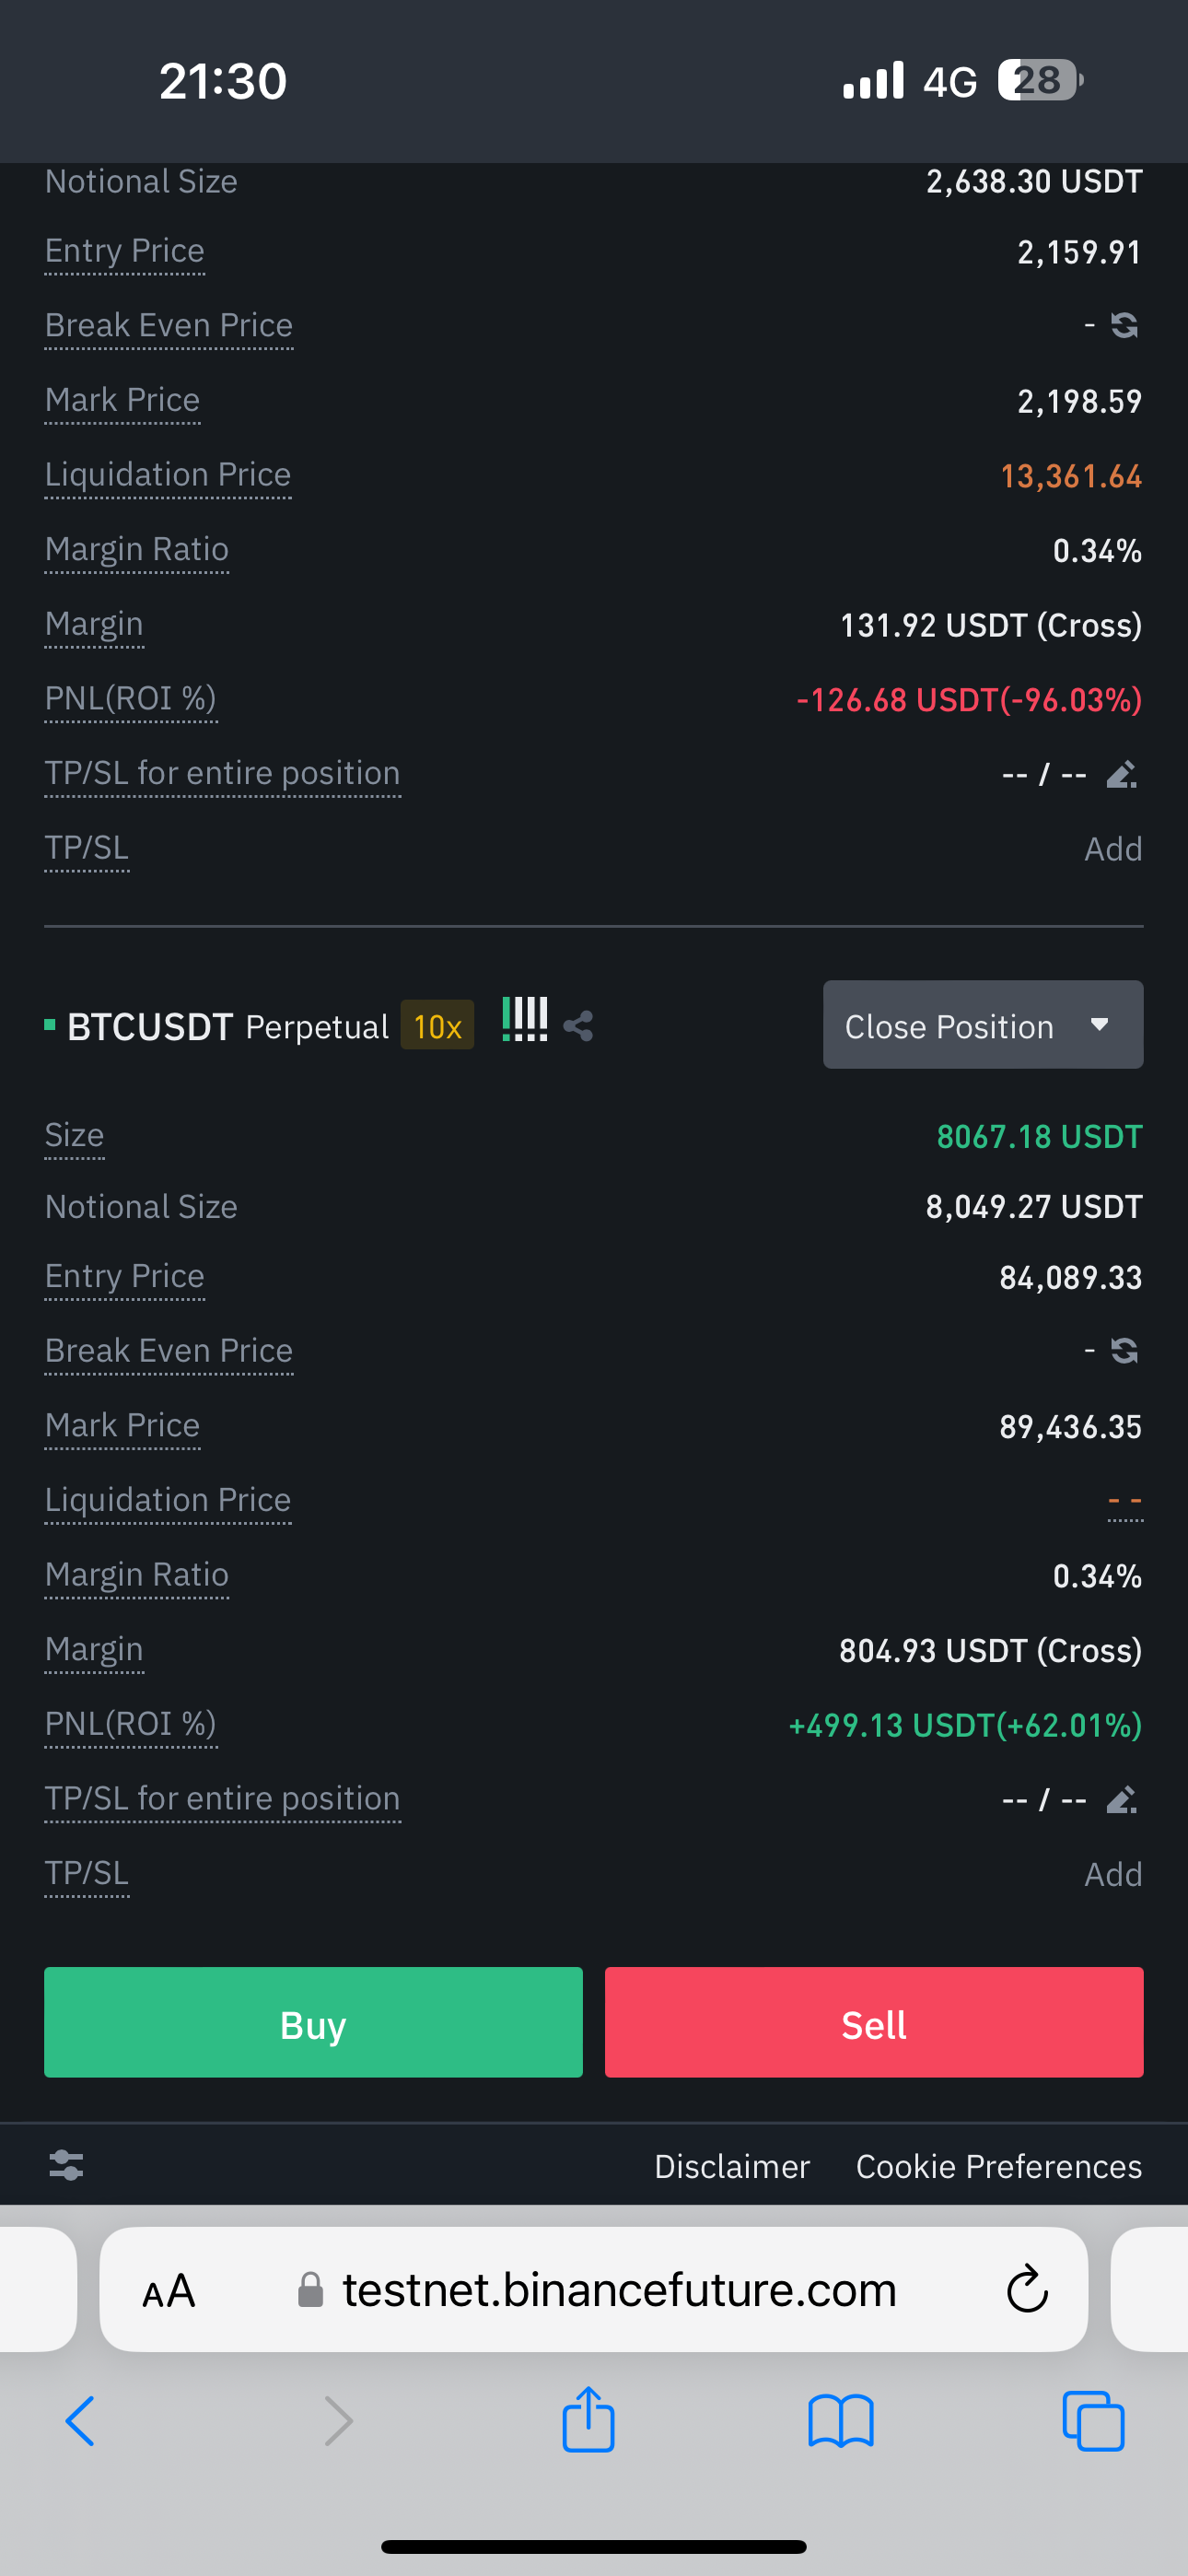 21:30 4G 28
Notional Size 2,638.30 USDT
Entry Price 2,159.91
Break Even Price -
Mark Price 2,198.59
Liquidation Price 13,361.64
Margin Ratio 0.34%
Margin 131.92 USDT (Cross)
PNL(ROI %) -126.68 USDT(-96.03%)
TP/SL for entire position -- / --
TP/SL Add
BTCUSDT Perpetual 10x !!!! Close Position
Size 8067.18 USDT
Notional Size 8,049.27 USDT
Entry Price 84,089.33
Break Even Price -
Mark Price 89,436.35
Liquidation Price - -
Margin Ratio 0.34%
Margin 804.93 USDT (Cross)
PNL(ROI %) +499.13 USDT(+62.01%)
TP/SL for entire position -- / --
TP/SL Add
Buy Sell
Disclaimer Cookie Preferences
AA testnet.binancefuture.com